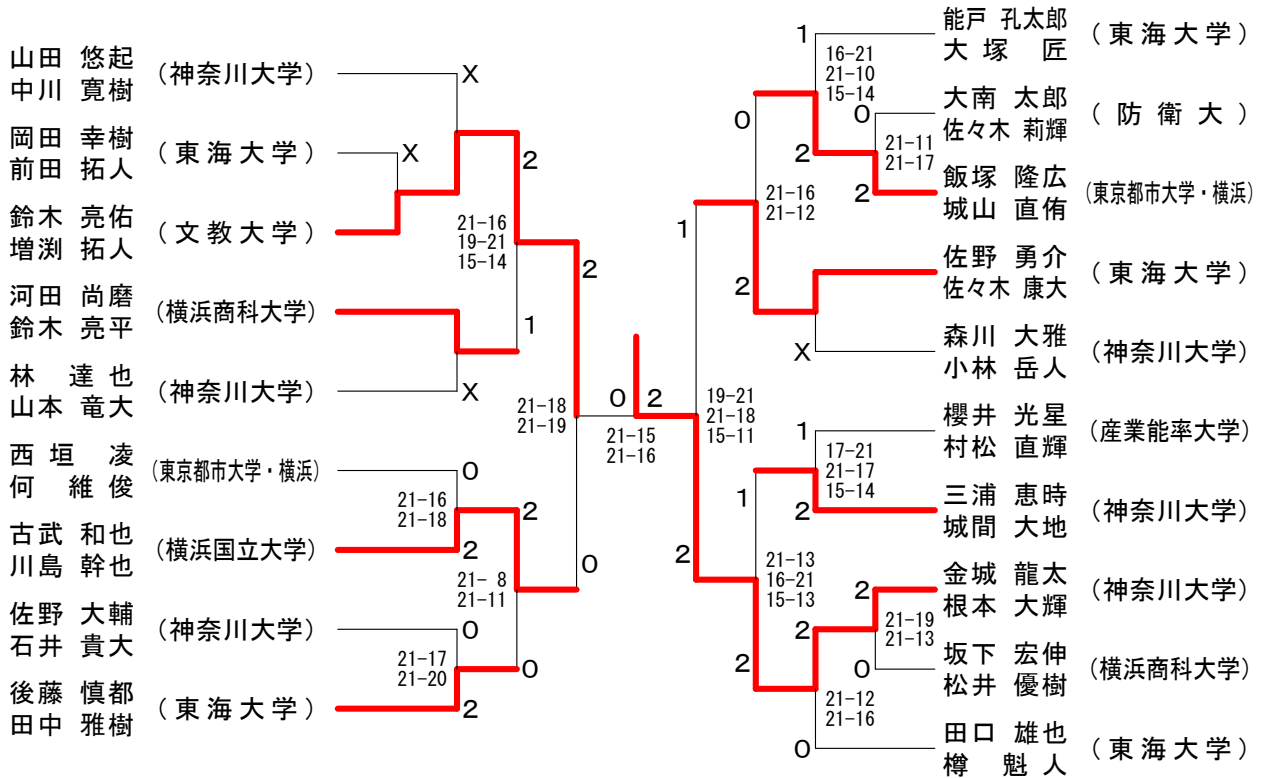 山田 悠起
中川 寛樹
(神奈川大学)
X
岡田 幸樹
前田 拓人
(東海大学)
X
鈴木 亮佑
増渕 拓人
(文教大学)
2
21-16
19-21
15-14
河田 尚磨
鈴木 亮平
(横浜商科大学)
1
林 達也
山本 竜大
(神奈川大学)
X
2
21-18
21-19
西垣 凌
何 維俊
(東京都市大学・横浜)
0
21-16
21-18
古武 和也
川島 幹也
(横浜国立大学)
2
2
21- 8
21-11
0
佐野 大輔
石井 貴大
(神奈川大学)
0
21-17
21-20
0
後藤 慎都
田中 雅樹
(東海大学)
2
0
2
21-15
21-16
能戸 孔太郎
大塚 匠
(東海大学)
1
16-21
21-10
15-14
大南 太郎
佐々木 莉輝
(防衛大)
0
21-11
21-17
0
2
飯塚 隆広
城山 直侑
(東京都市大学・横浜)
2
21-16
21-12
1
佐野 勇介
佐々木 康大
(東海大学)
2
森川 大雅
小林 岳人
(神奈川大学)
X
19-21
21-18
15-11
櫻井 光星
村松 直輝
(産業能率大学)
1
17-21
21-17
15-14
三浦 恵時
城間 大地
(神奈川大学)
2
1
2
21-13
16-21
15-13
金城 龍太
根本 大輝
(神奈川大学)
2
21-19
21-13
2
坂下 宏伸
松井 優樹
(横浜商科大学)
0
2
21-12
21-16
田口 雄也
樽 魁人
(東海大学)
0